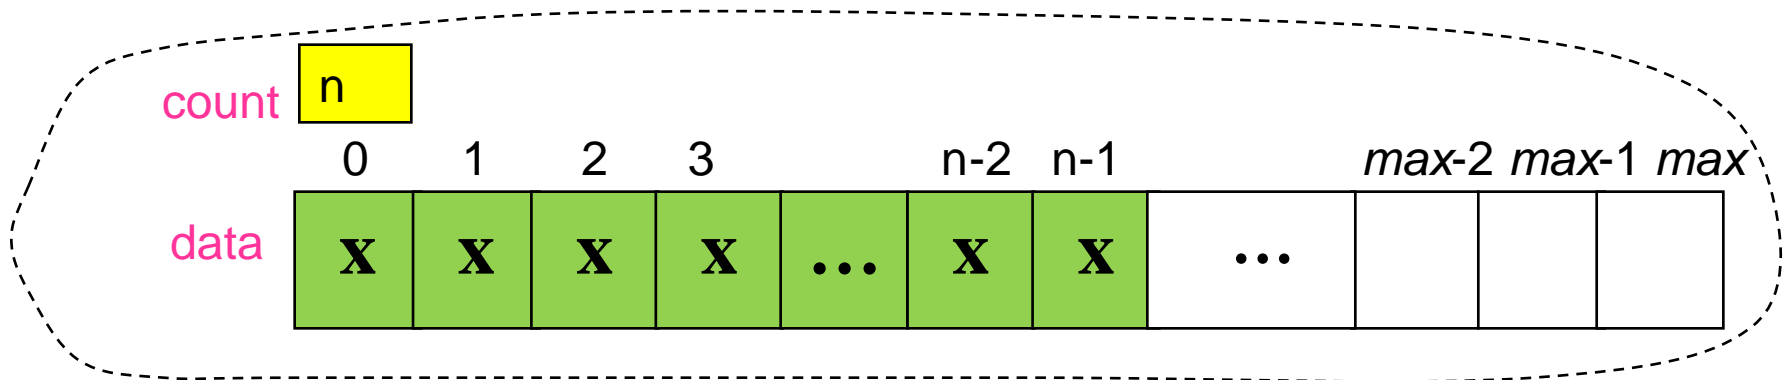 n
count
0 1 2 3 n-2 n-1 max-2 max-1 max
data x x x x ... x x ...